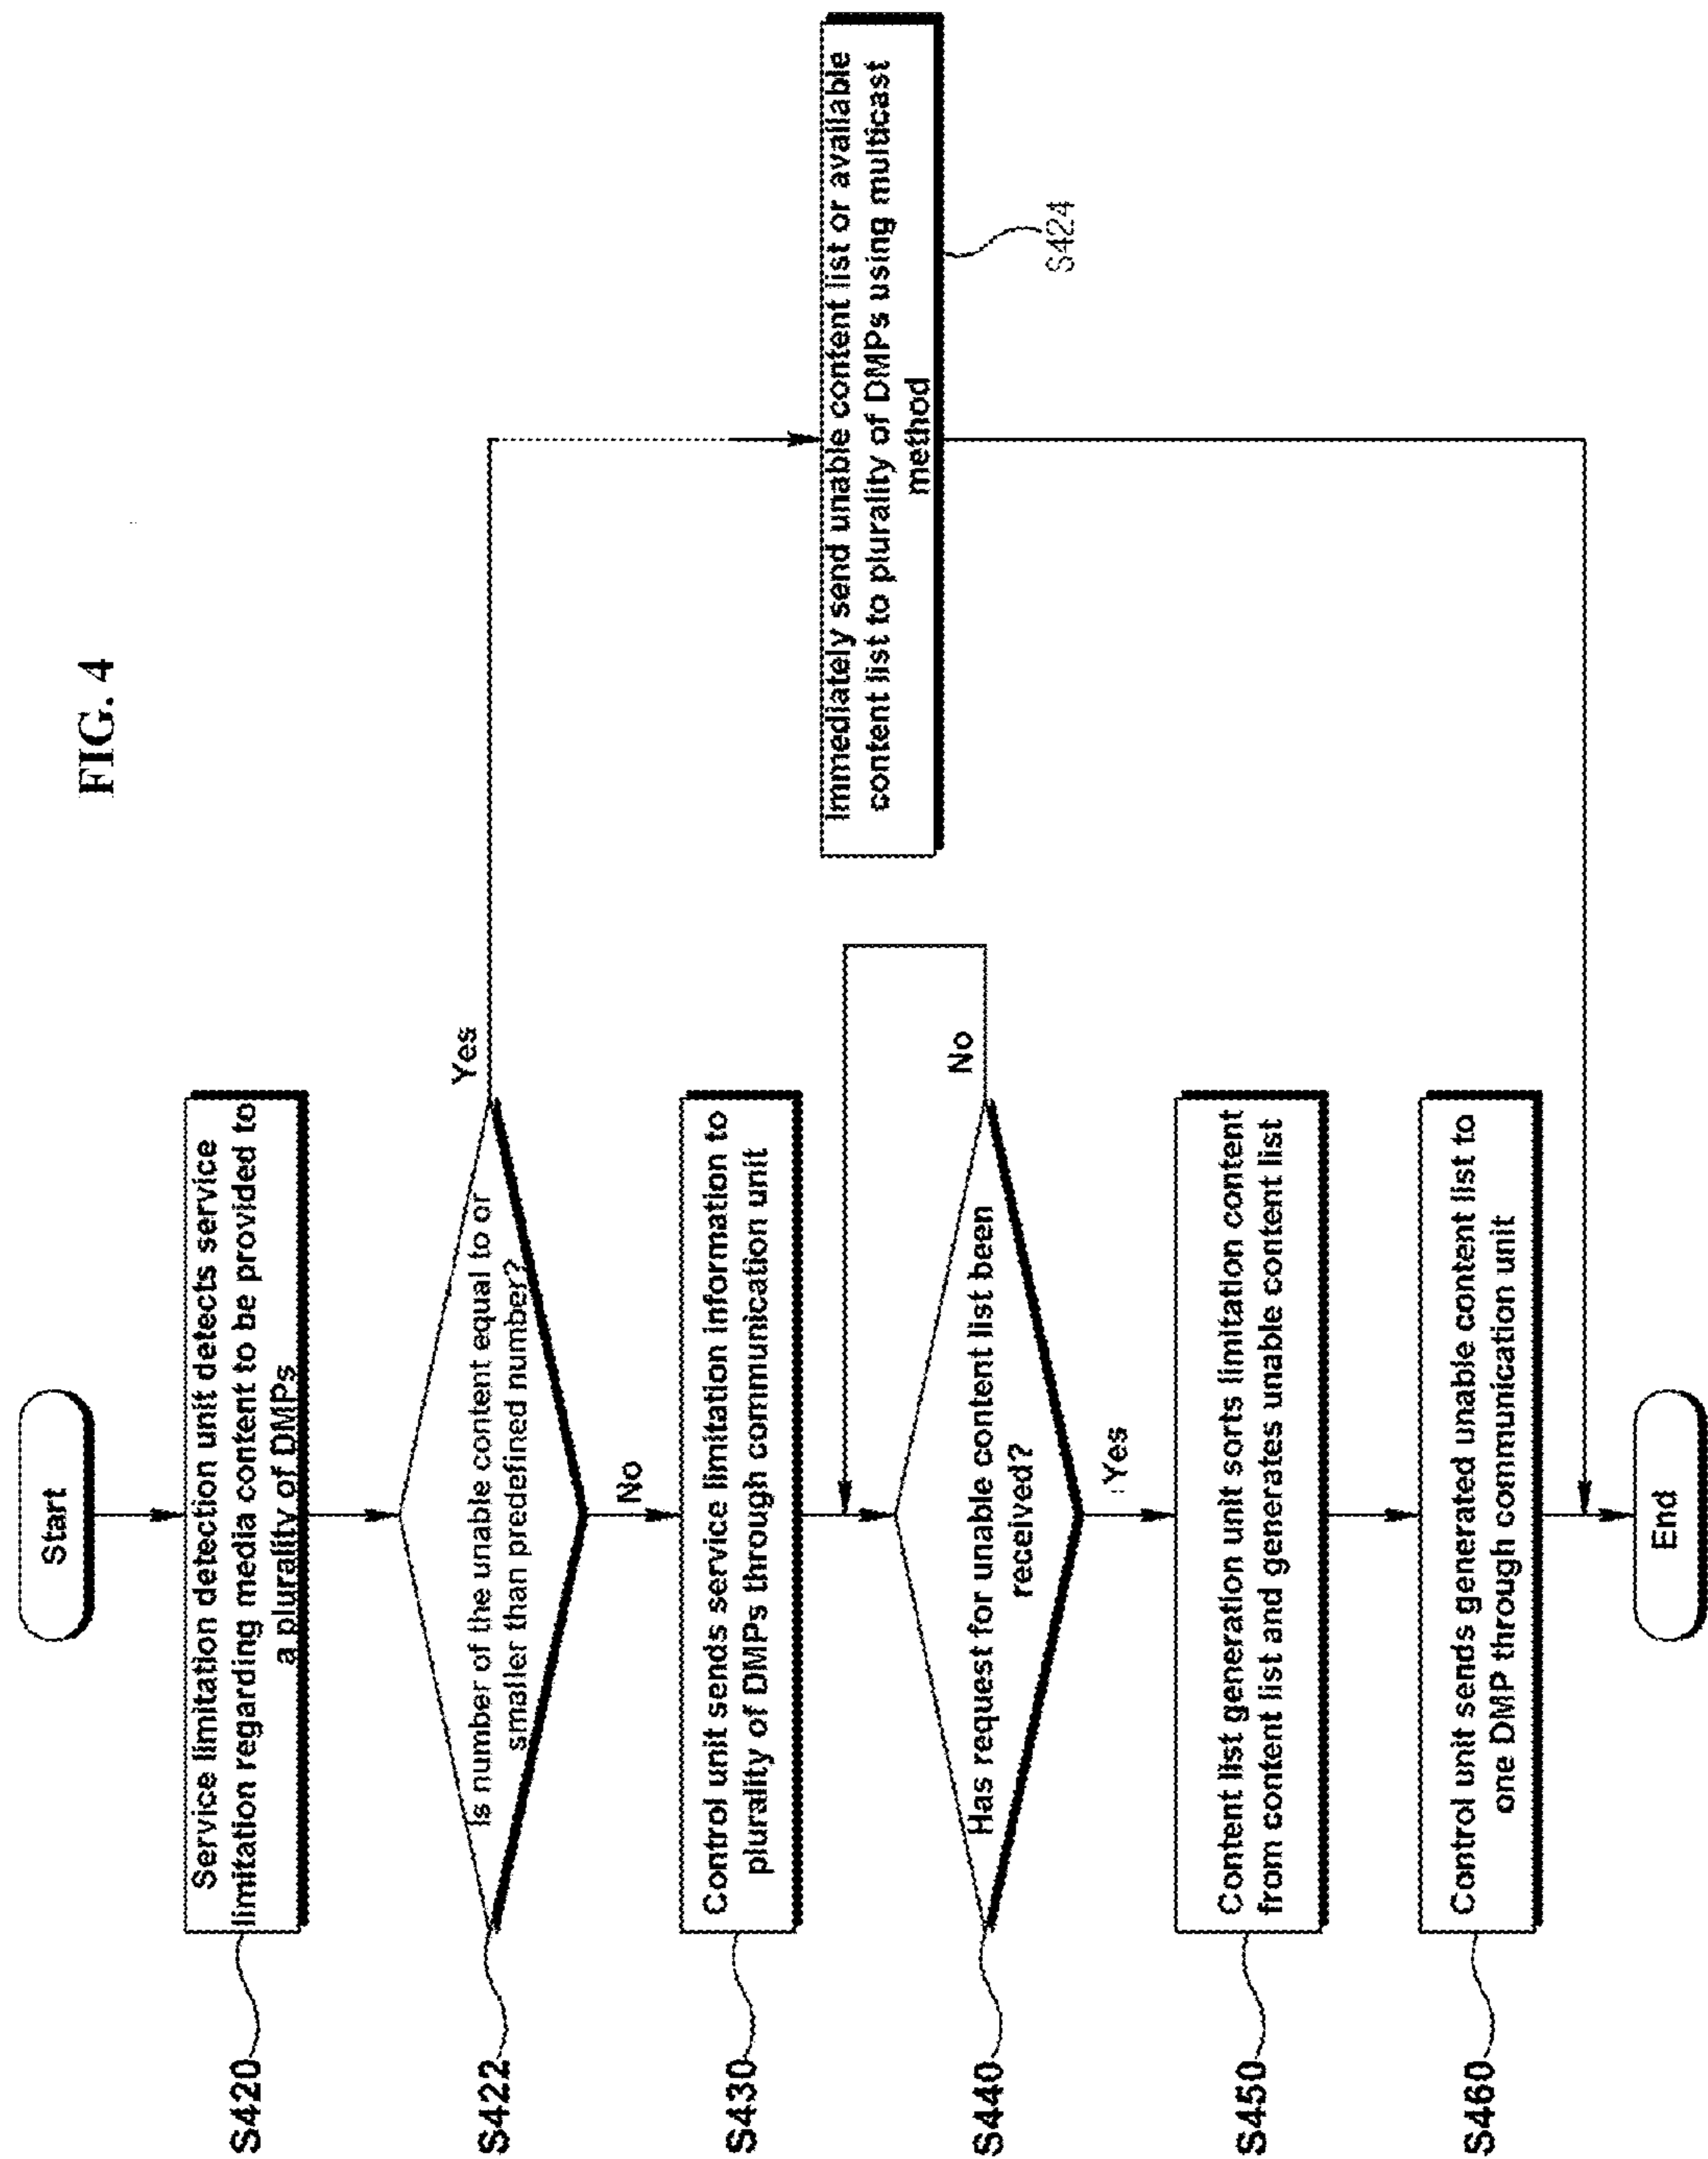 FIG. 4
Start
S420
Service limitation detection unit detects service
limitation regarding media content to be provided to
a plurality of DMPs
S422
Is number of the unable content equal to or
smaller than predefined number?
Yes
No
Immediately send unable content list or available
content list to plurality of DMPs using multicast
method
S424
S430
Control unit sends service limitation information to
plurality of DMPs through communication unit
S440
Has request for unable content list been
received?
No
Yes
S450
Content list generation unit sorts limitation content
from content list and generates unable content list
S460
Control unit sends generated unable content list to
one DMP through communication unit
End